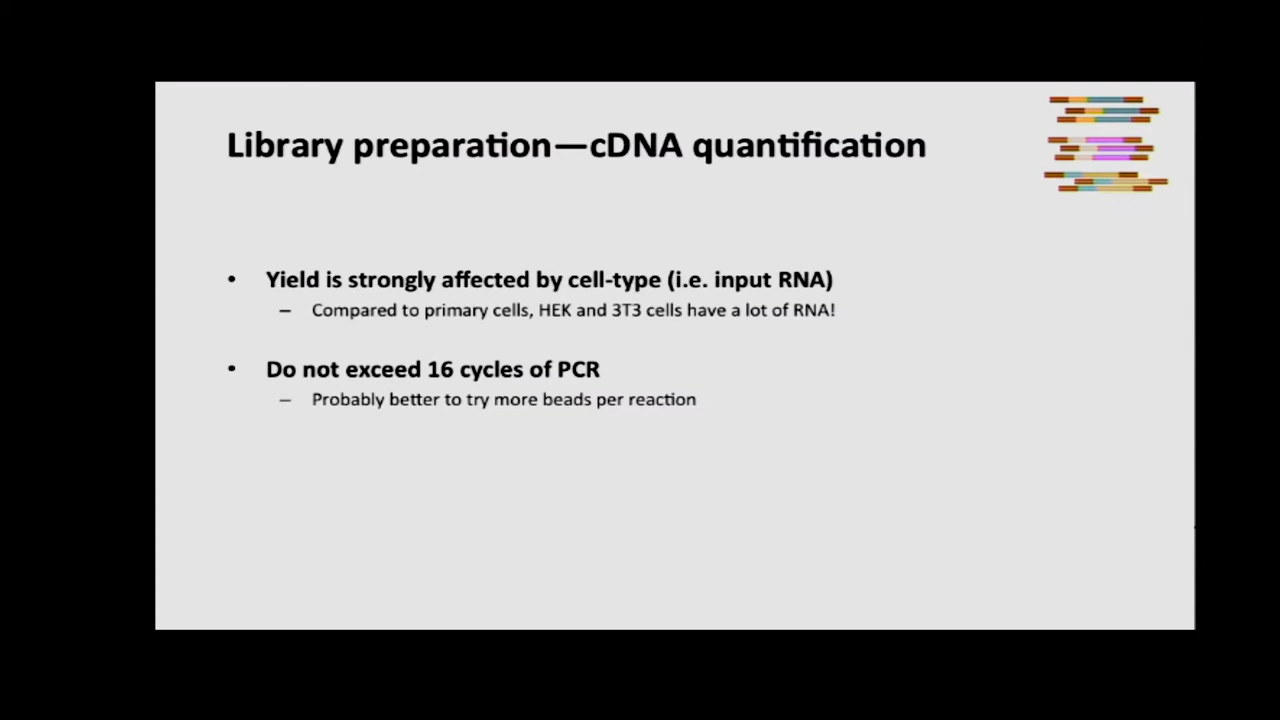 Library preparation—cDNA quantification
• Yield is strongly affected by cell-type (i.e. input RNA)
– Compared to primary cells, HEK and 3T3 cells have a lot of RNA!
• Do not exceed 16 cycles of PCR
– Probably better to try more beads per reaction